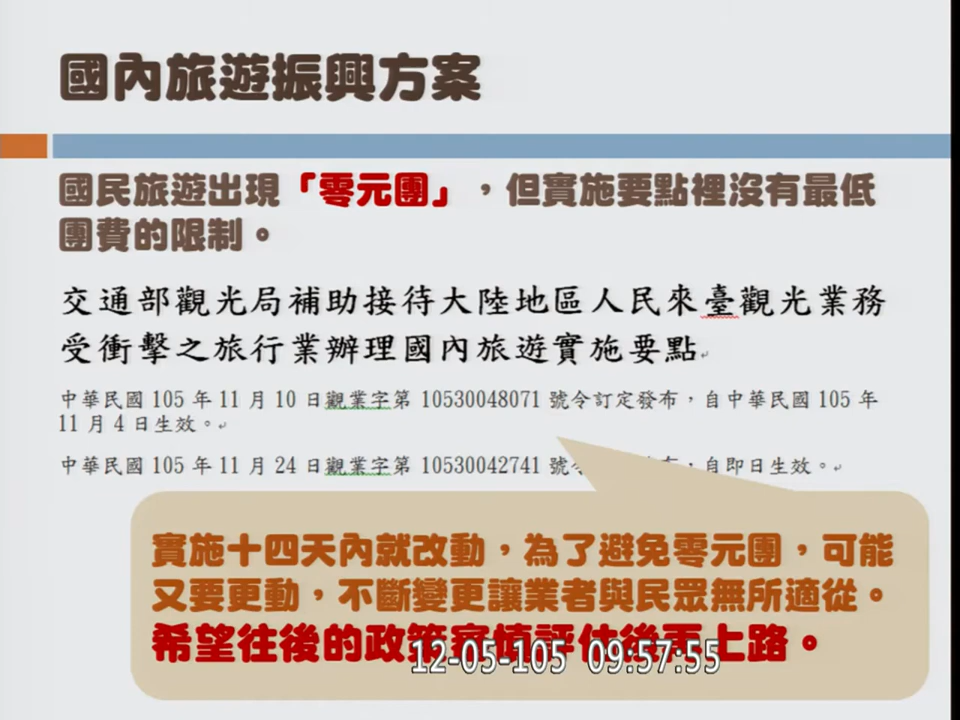 國內旅遊振興方案
國民旅遊出現「零元團」，但實施要點裡沒有最低
團費的限制。
交通部觀光局補助接待大陸地區人民來臺觀光業務
受衝擊之旅行業辦理國內旅遊實施要點
中華民國 105 年 11 月 10 日觀業字第 10530048071 號令訂定發布，自中華民國 105 年
11 月 4 日生效。
中華民國 105 年 11 月 24 日觀業字第 10530042741 號，自即日生效。
實施十四天內就改動，為了避免零元團，可能
又要更動，不斷變更讓業者與民眾無所適從。
希望往後的政策審慎評估後再上路。
12-05-105 09:57:55